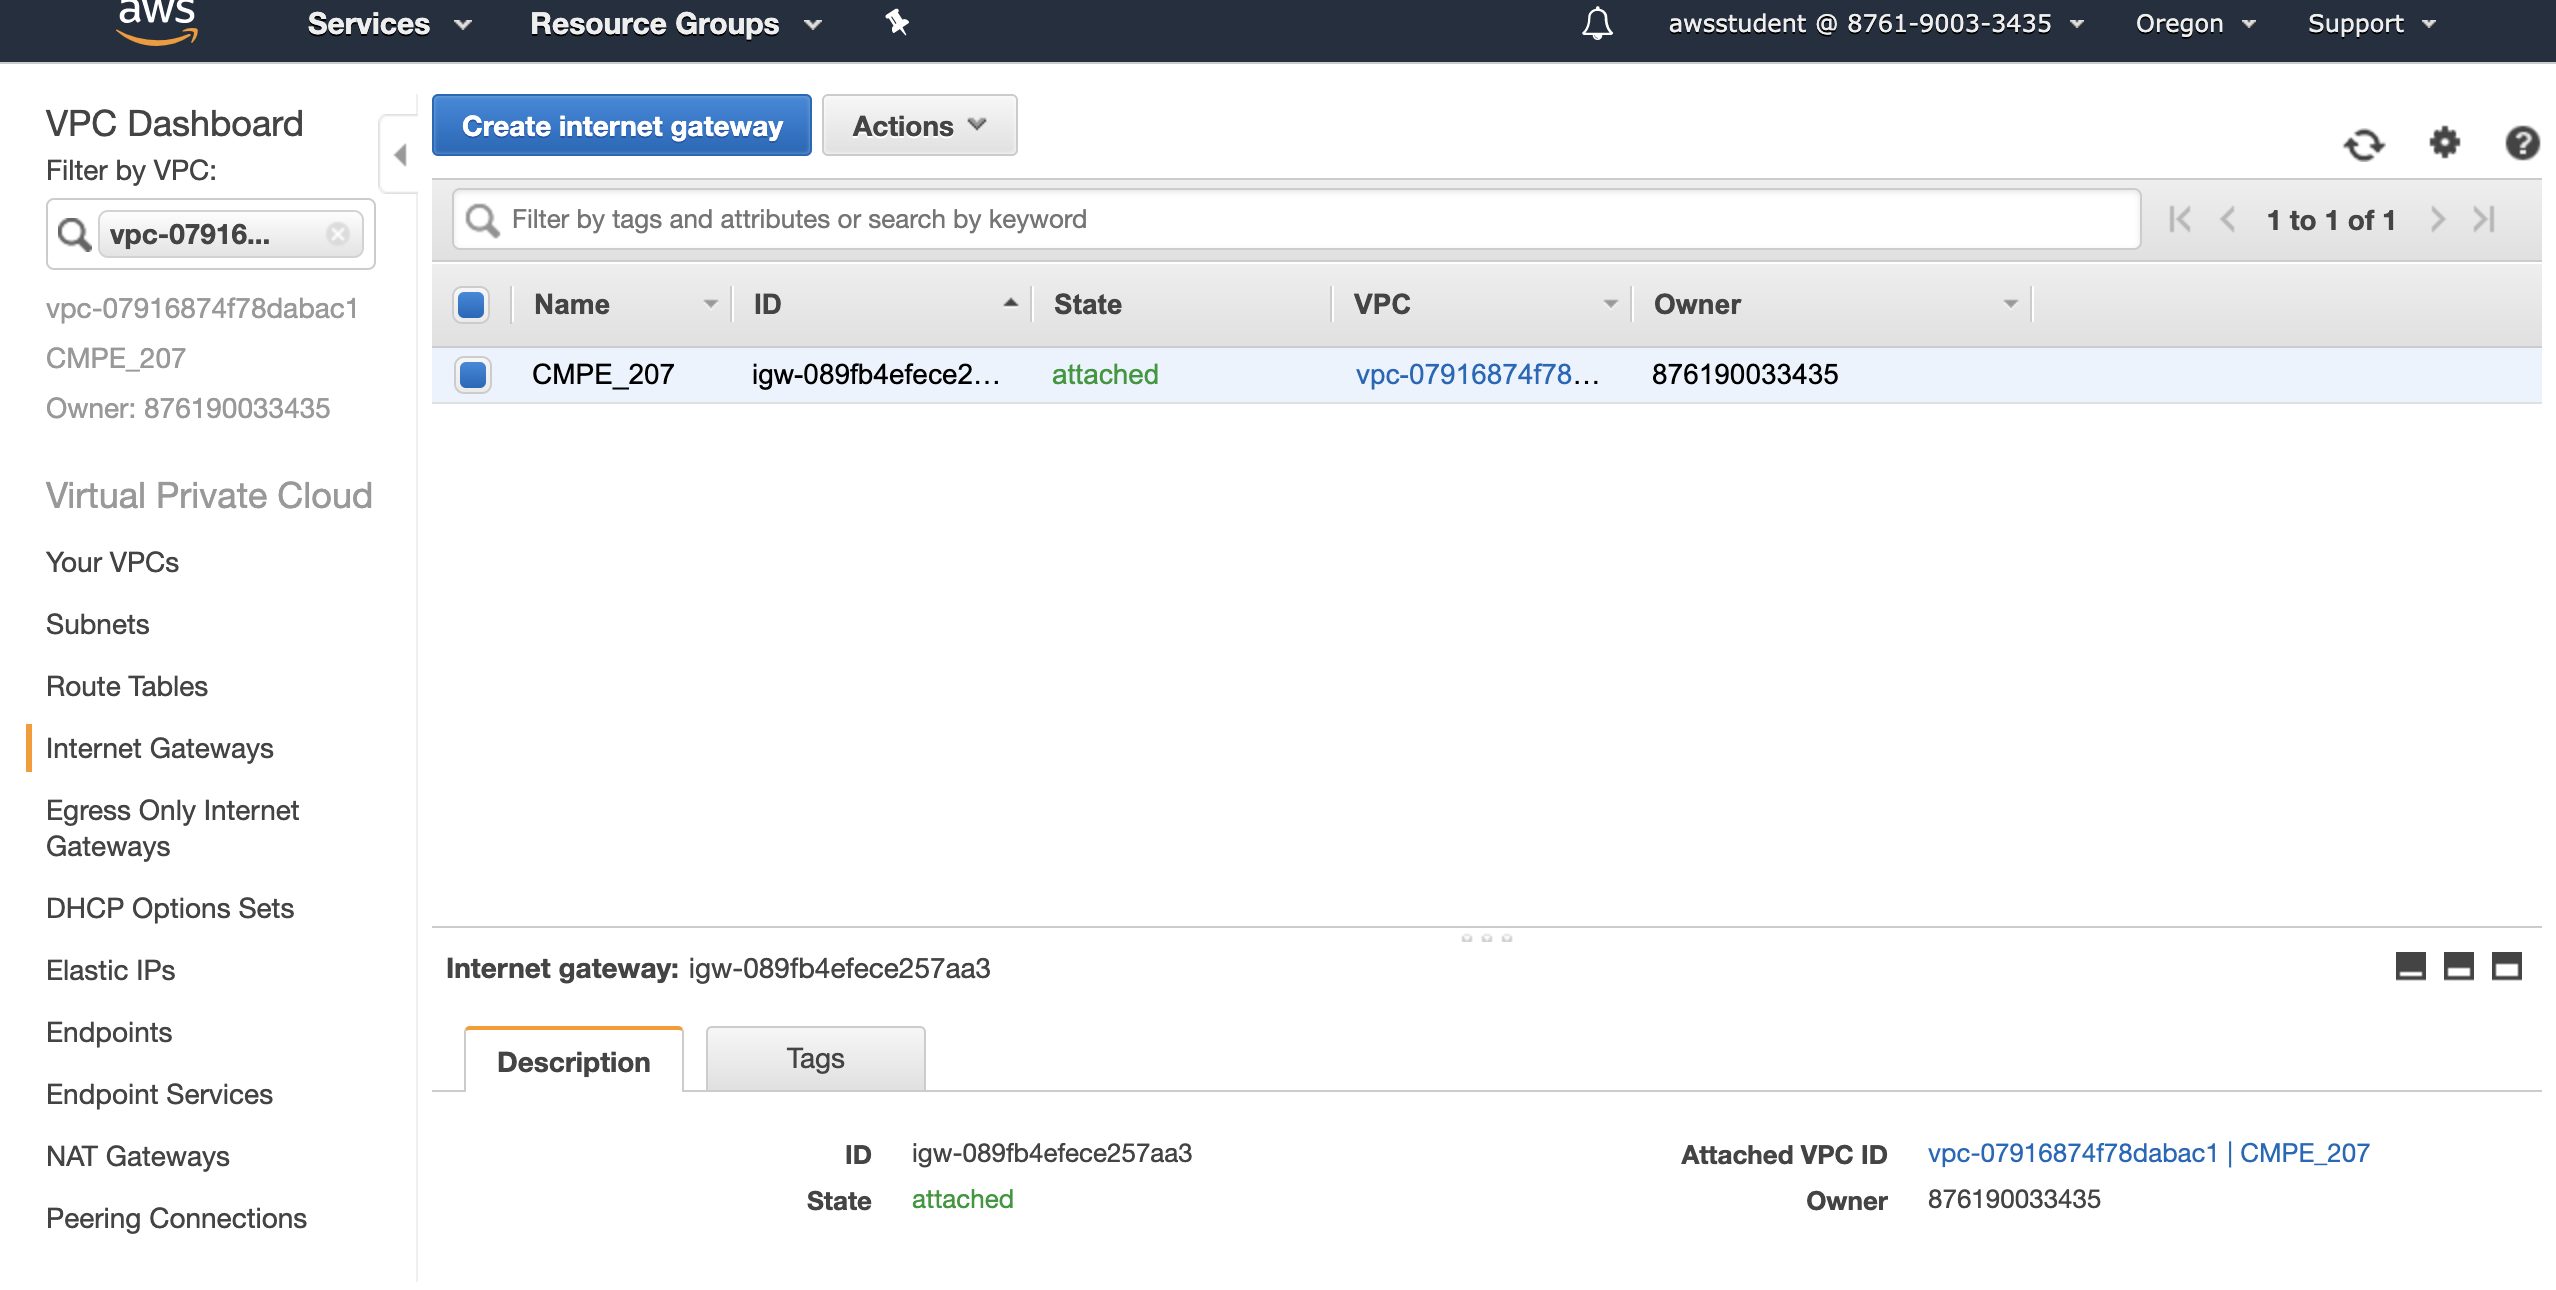 aws
Services
Resource Groups
awsstudent @ 8761-9003-3435
Oregon
Support
VPC Dashboard
Filter by VPC:
vpc-07916...
vpc-07916874f78dabac1
CMPE_207
Owner: 876190033435
Virtual Private Cloud
Your VPCs
Subnets
Route Tables
Internet Gateways
Egress Only Internet
Gateways
DHCP Options Sets
Elastic IPs
Endpoints
Endpoint Services
NAT Gateways
Peering Connections
Create internet gateway
Actions
Filter by tags and attributes or search by keyword
1 to 1 of 1
Name ID State VPC Owner
CMPE_207 igw-089fb4efece2... attached vpc-07916874f78... 876190033435
Internet gateway: igw-089fb4efece257aa3
Description
Tags
ID igw-089fb4efece257aa3
Attached VPC ID vpc-07916874f78dabac1 | CMPE_207
State attached
Owner 876190033435